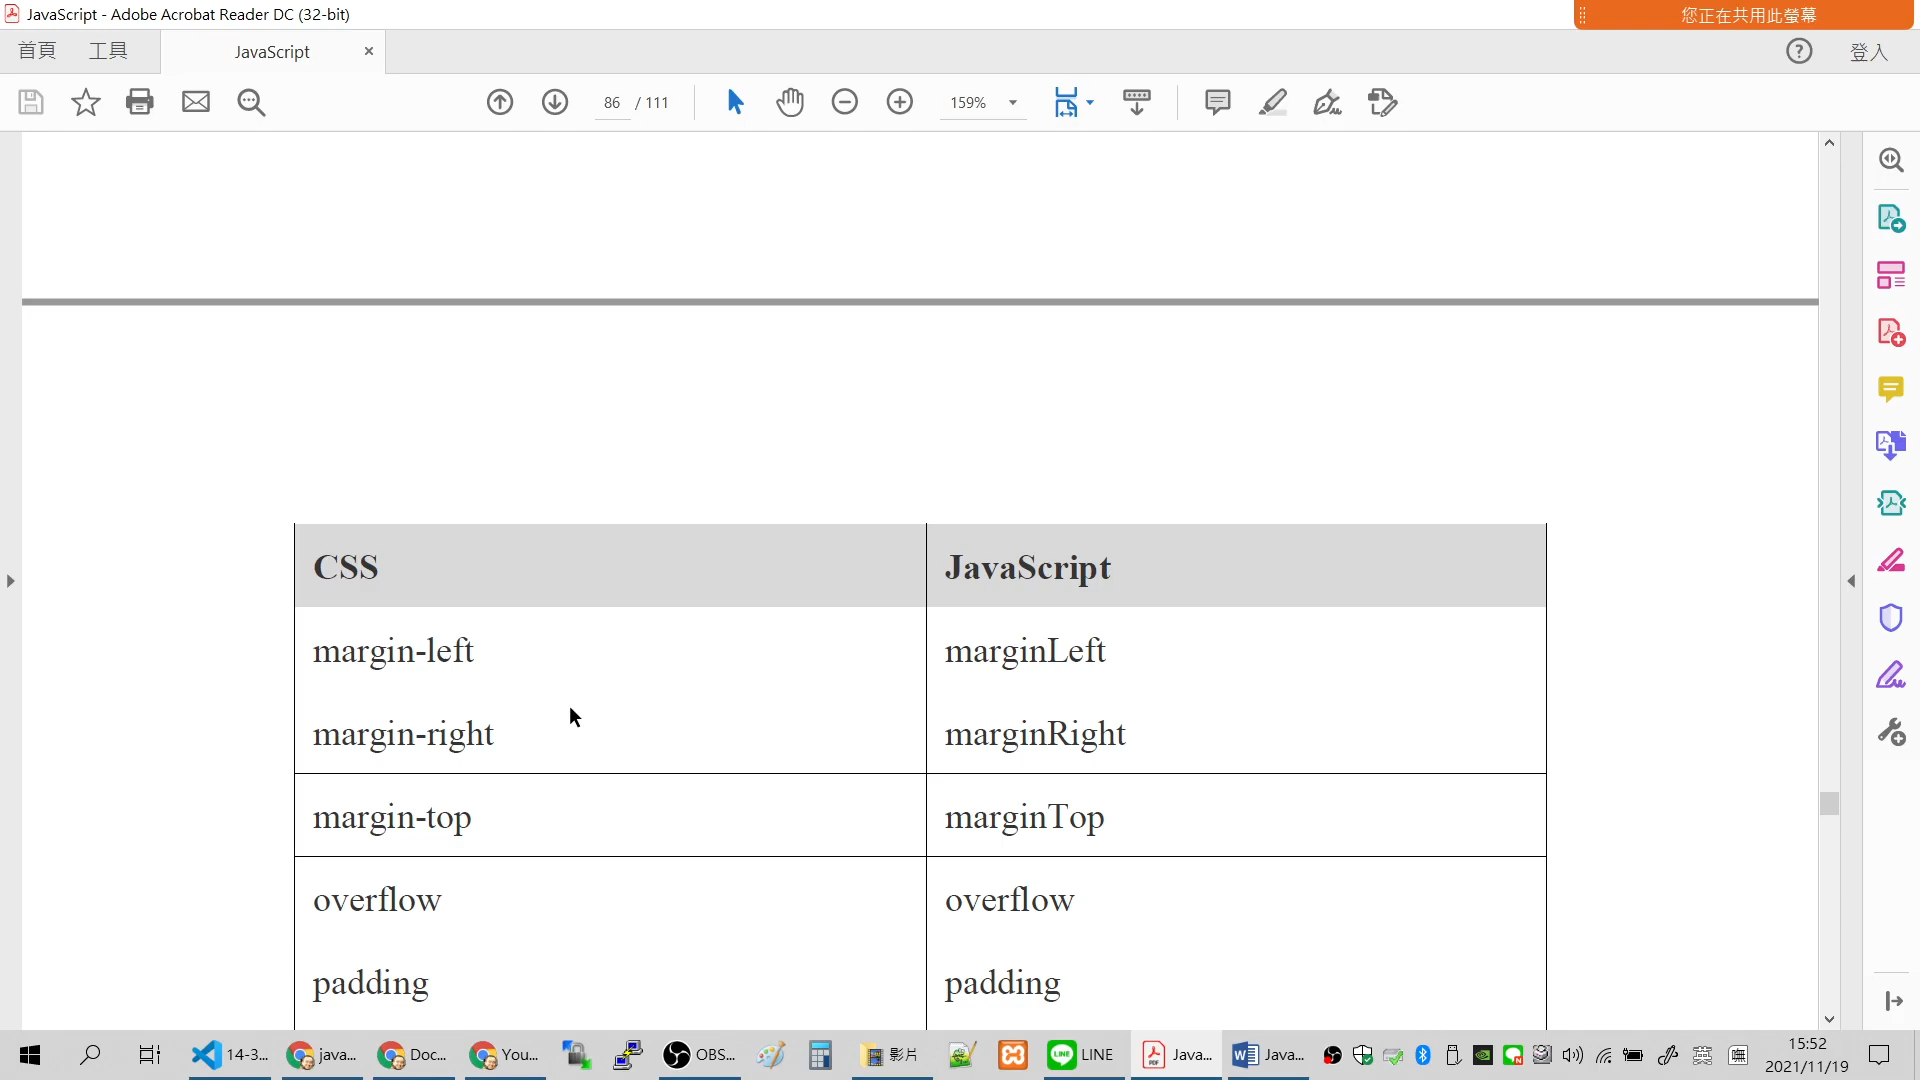 JavaScript - Adobe Acrobat Reader DC (32-bit)
您正在共用此螢幕
首頁 工具 JavaScript 登入
86 / 111 159%
CSS JavaScript
margin-left marginLeft
margin-right marginRight
margin-top marginTop
overflow overflow
padding padding
14-3... java... Doc... You... OBS... 影片 LINE Java... Java... 英 15:52
2021/11/19